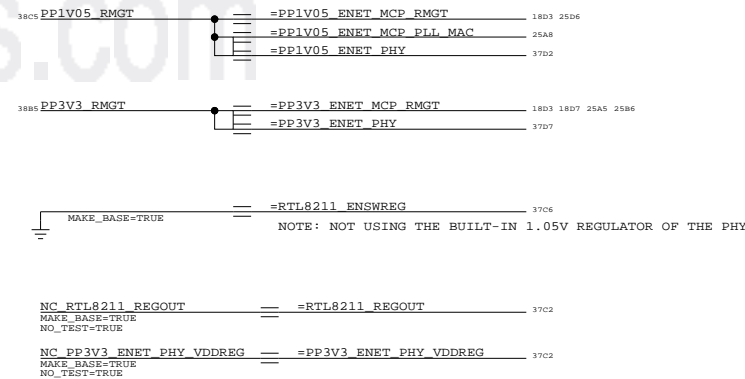 38C5 PP1V05_RMGT =PP1V05_ENET_MCP_RMGT 18D3 25D6
=PP1V05_ENET_MCP_PLL_MAC 25A8
=PP1V05_ENET_PHY 37D2
38B5 PP3V3_RMGT =PP3V3_ENET_MCP_RMGT 18D3 18D7 25A5 25B6
=PP3V3_ENET_PHY 37D7
=RTL8211_ENSWREG 37C6
MAKE_BASE=TRUE
NOTE: NOT USING THE BUILT-IN 1.05V REGULATOR OF THE PHY
NC_RTL8211_REGOUT =RTL8211_REGOUT 37C2
MAKE_BASE=TRUE
NO_TEST=TRUE
NC_PP3V3_ENET_PHY_VDDREG =PP3V3_ENET_PHY_VDDREG 37C2
MAKE_BASE=TRUE
NO_TEST=TRUE
s.com